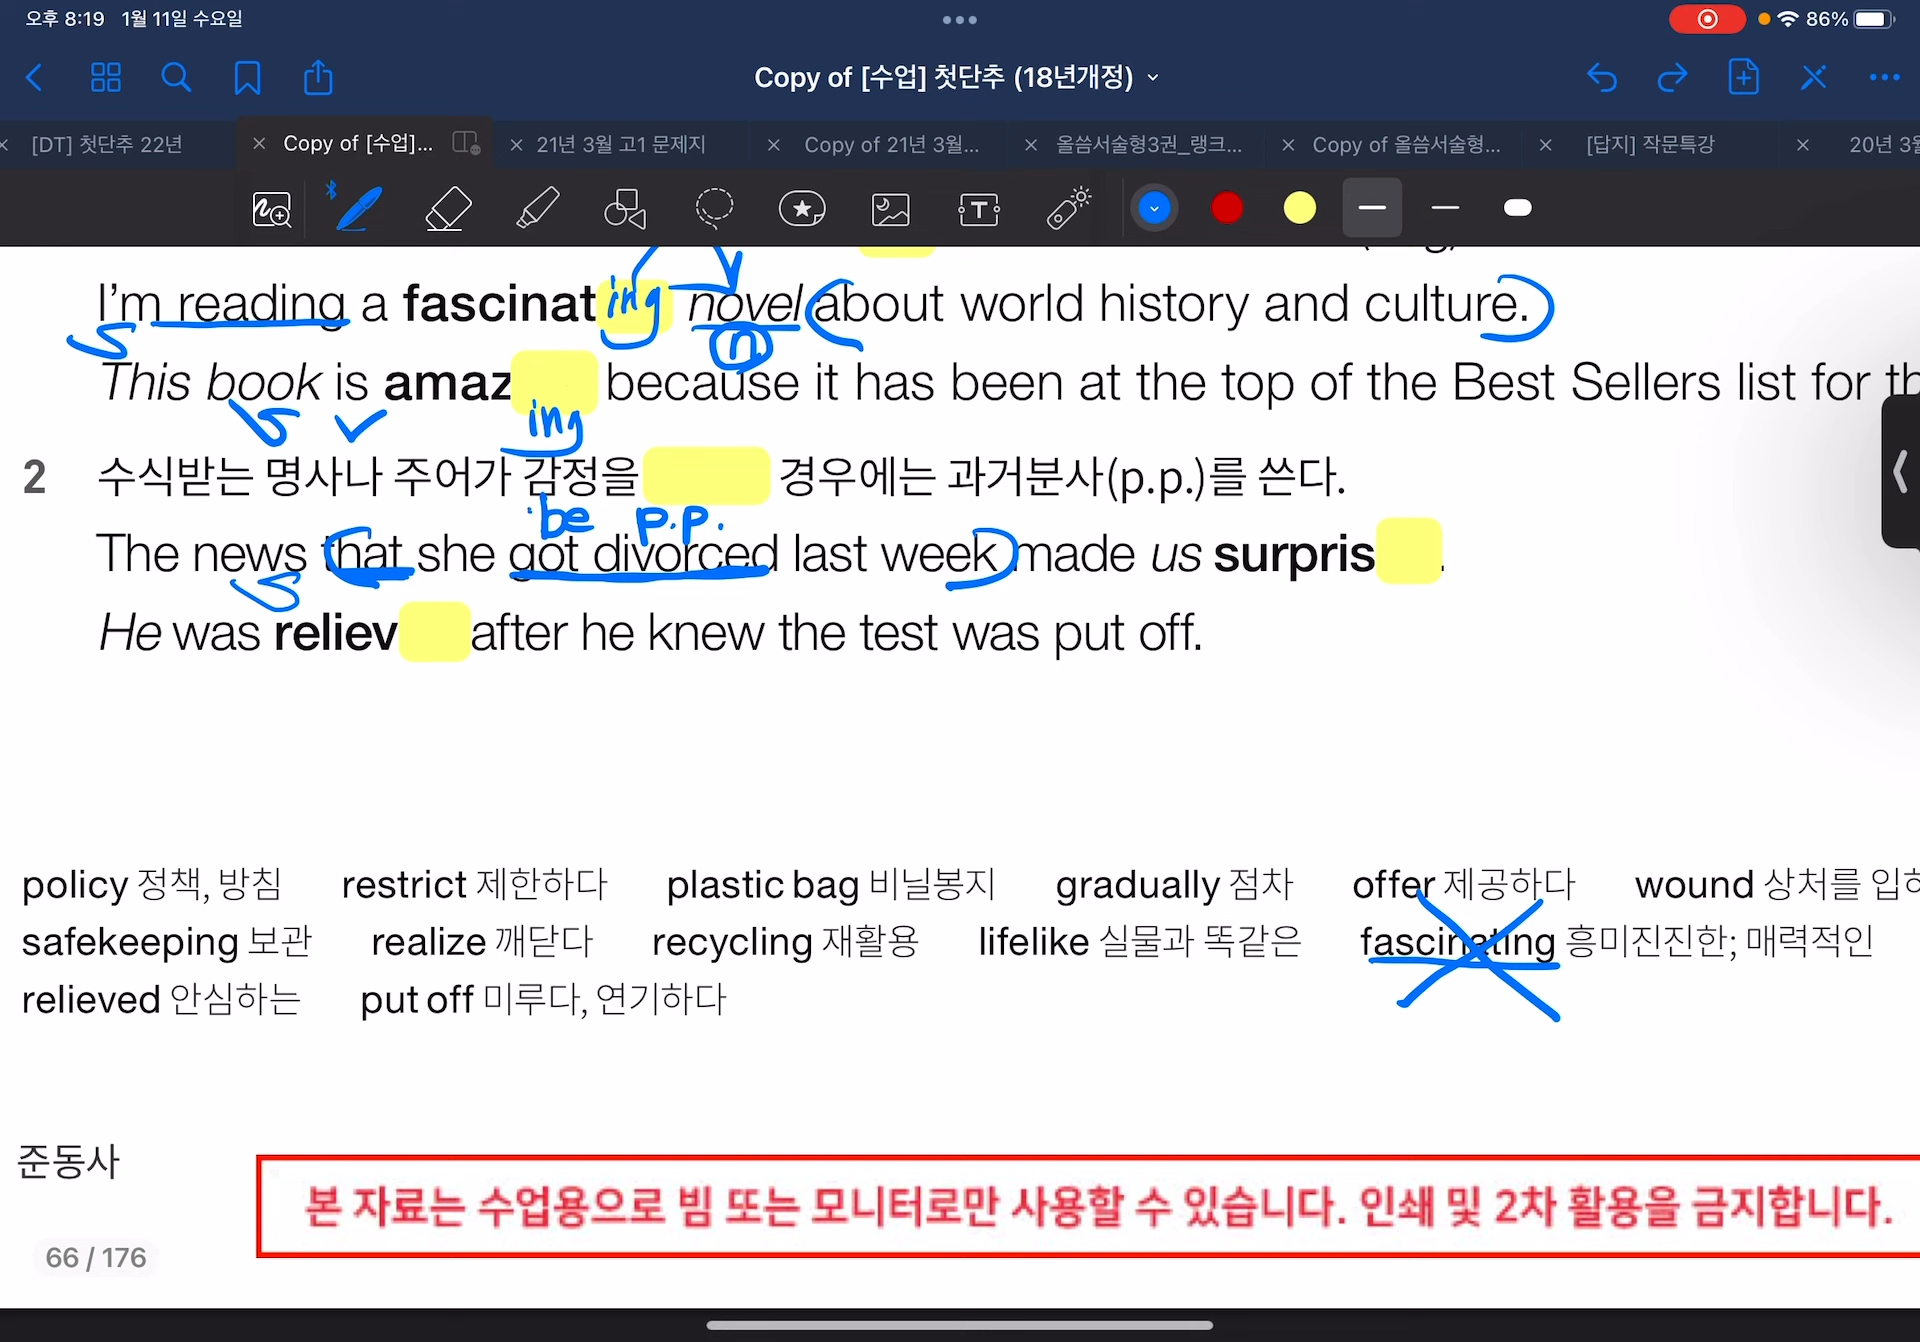 오후 8:19 1월 11일 수요일
86%
Copy of [수업] 첫단추 (18년개정)
[DT] 첫단추 22년
Copy of [수업]...
21년 3월 고1 문제지
Copy of 21년 3월...
올씀서술형3권_랭크...
Copy of 올씀서술형...
[답지] 작문특강
20년 3월
I'm reading a fascinating novel about world history and culture.
n
This book is amaz because it has been at the top of the Best Sellers list for th
ing
2 수식받는 명사나 주어가 감정을 경우에는 과거분사(p.p.)를 쓴다.
be p.p.
The news that she got divorced last week made us surpris .
He was reliev after he knew the test was put off.
policy 정책, 방침 restrict 제한하다 plastic bag 비닐봉지 gradually 점차 offer 제공하다 wound 상처를 입히
safekeeping 보관 realize 깨닫다 recycling 재활용 lifelike 실물과 똑같은 fascinating 흥미진진한; 매력적인
relieved 안심하는 put off 미루다, 연기하다
준동사
본 자료는 수업용으로 빔 또는 모니터로만 사용할 수 있습니다. 인쇄 및 2차 활용을 금지합니다.
66 / 176